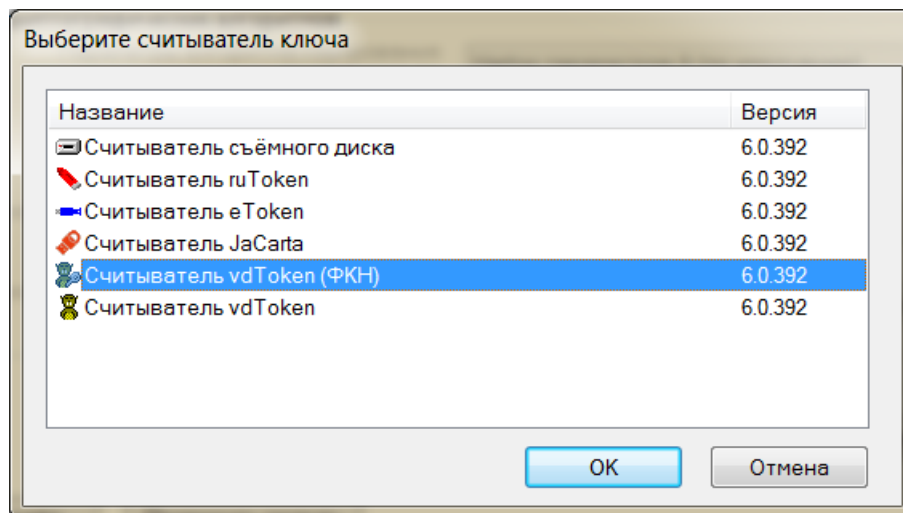 Выберите считыватель ключа
Название Версия
Считыватель съёмного диска 6.0.392
Считыватель ruToken 6.0.392
Считыватель eToken 6.0.392
Считыватель JaCarta 6.0.392
Считыватель vdToken (ФКН) 6.0.392
Считыватель vdToken 6.0.392
OK Отмена